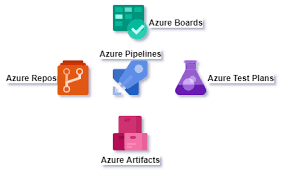 Azure Boards
Azure Pipelines
Azure Repos
Azure Test Plans
Azure Artifacts